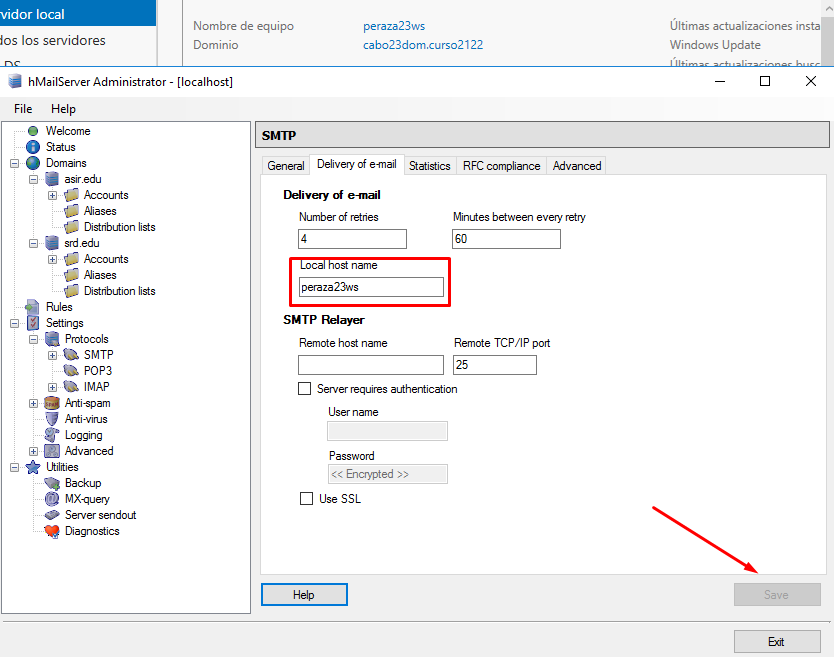 rvidor local
dos los servidores
DS
Nombre de equipo
peraza23ws
Últimas actualizaciones insta
Dominio
cabo23dom.curso2122
Windows Update
Últimas actualizaciones busc
hMailServer Administrator - [localhost]
File Help
Welcome
Status
Domains
asir.edu
Accounts
Aliases
Distribution lists
srd.edu
Accounts
Aliases
Distribution lists
Rules
Settings
Protocols
SMTP
POP3
IMAP
Anti-spam
Anti-virus
Logging
Advanced
Utilities
Backup
MX-query
Server sendout
Diagnostics
SMTP
General Delivery of e-mail Statistics RFC compliance Advanced
Delivery of e-mail
Number of retries Minutes between every retry
4 60
Local host name
peraza23ws
SMTP Relayer
Remote host name Remote TCP/IP port
25
Server requires authentication
User name
Password
<< Encrypted >>
Use SSL
Help Save
Exit